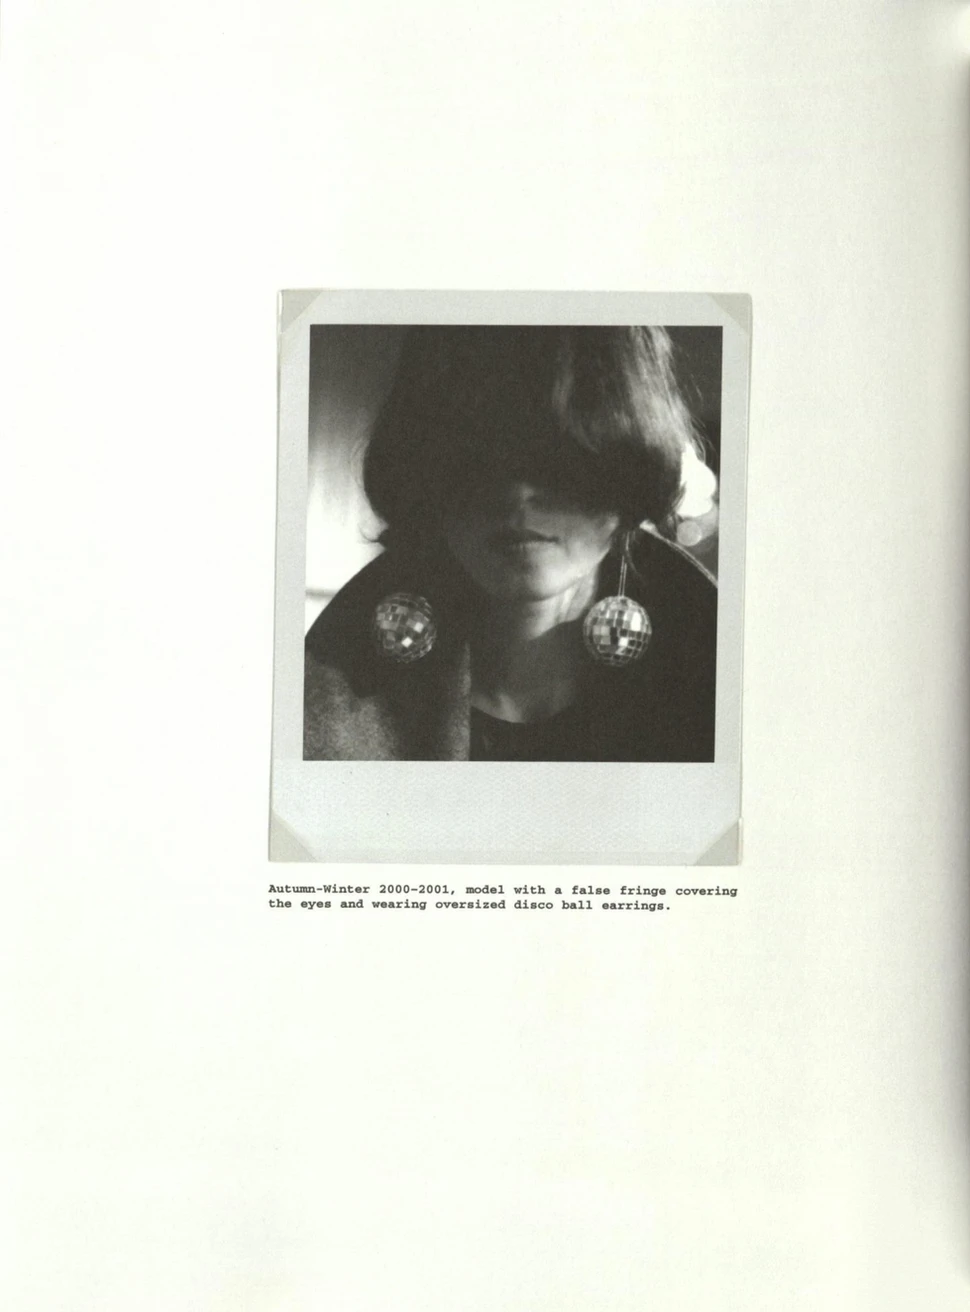 Autumn-Winter 2000-2001, model with a false fringe covering
the eyes and wearing oversized disco ball earrings.